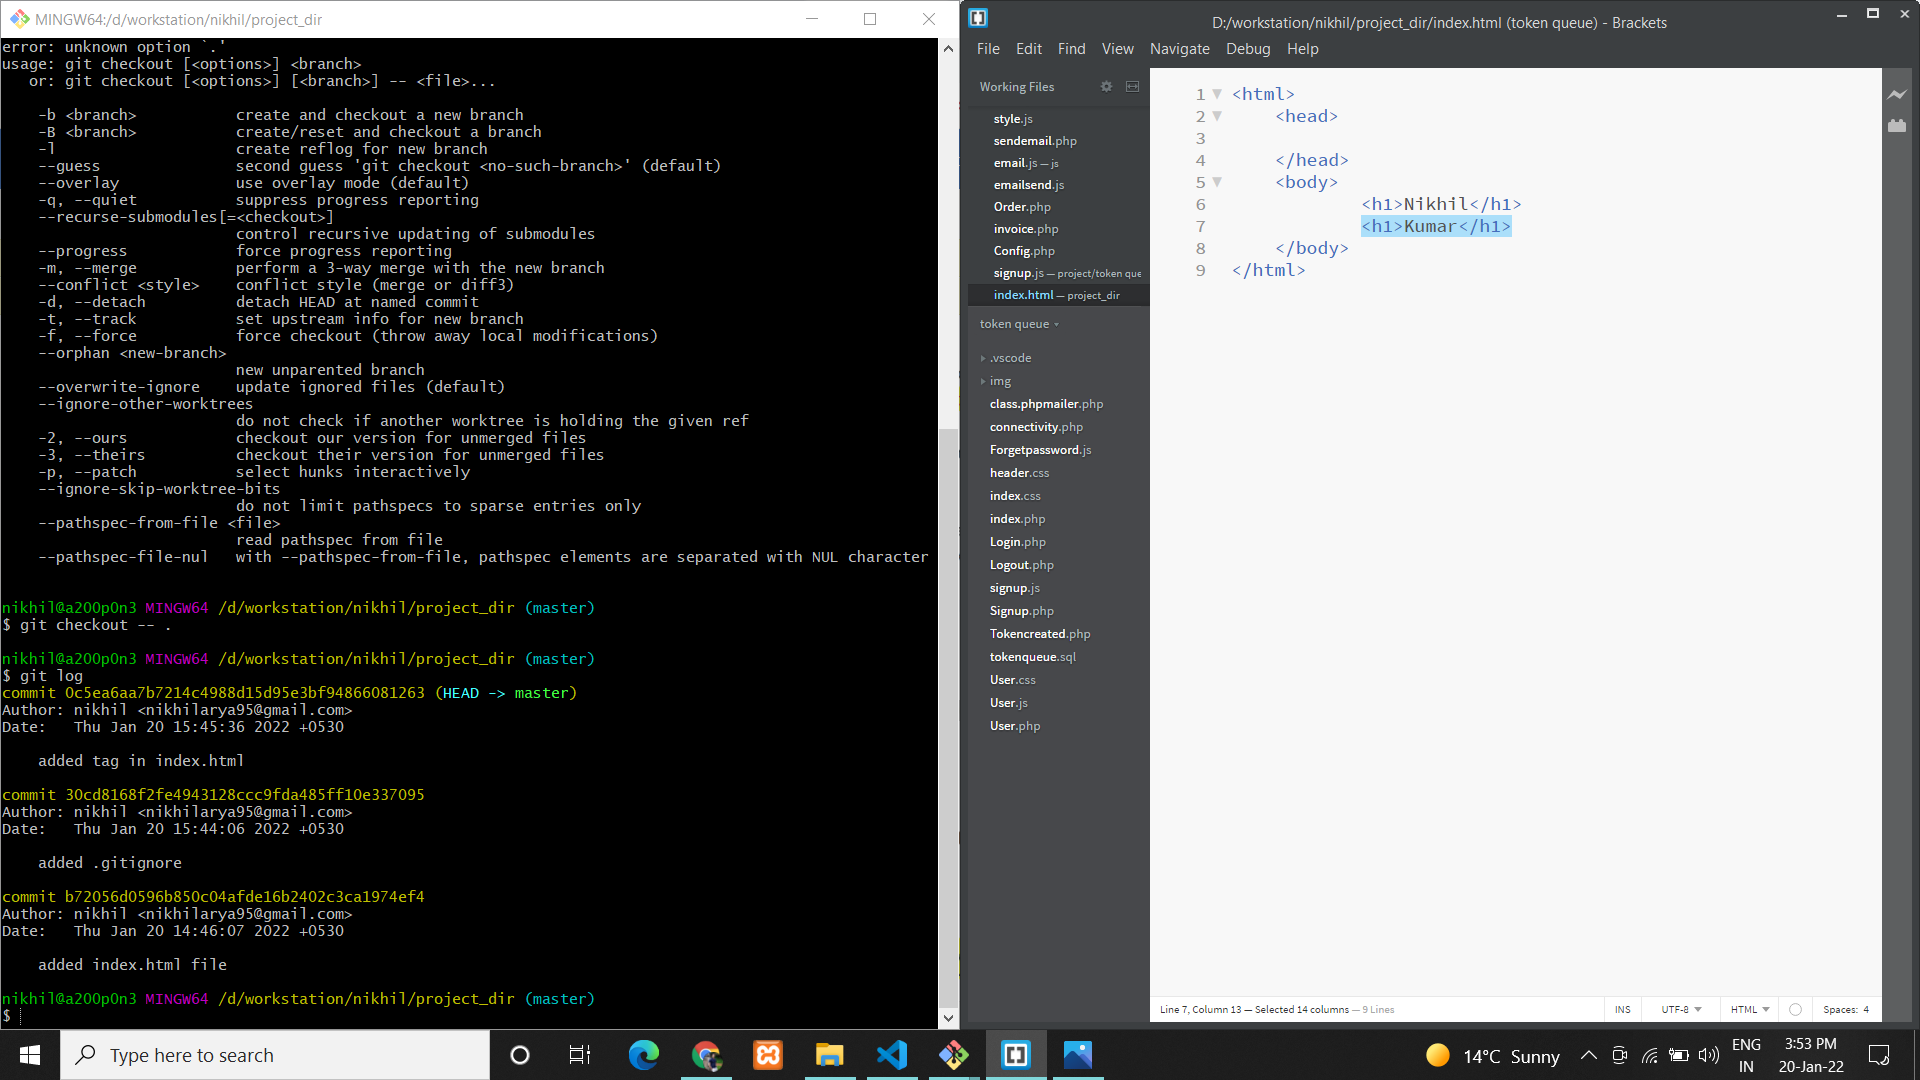 MINGW64:/d/workstation/nikhil/project_dir
error: unknown option `.'
usage: git checkout [<options>] <branch>
   or: git checkout [<options>] [<branch>] -- <file>...
    -b <branch>           create and checkout a new branch
    -B <branch>           create/reset and checkout a branch
    -l                    create reflog for new branch
    --guess               second guess 'git checkout <no-such-branch>' (default)
    --overlay             use overlay mode (default)
    -q, --quiet           suppress progress reporting
    --recurse-submodules[=<checkout>]
                          control recursive updating of submodules
    --progress            force progress reporting
    -m, --merge           perform a 3-way merge with the new branch
    --conflict <style>    conflict style (merge or diff3)
    -d, --detach          detach HEAD at named commit
    -t, --track           set upstream info for new branch
    -f, --force           force checkout (throw away local modifications)
    --orphan <new-branch>
                          new unparented branch
    --overwrite-ignore    update ignored files (default)
    --ignore-other-worktrees
                          do not check if another worktree is holding the given ref
    -2, --ours            checkout our version for unmerged files
    -3, --theirs          checkout their version for unmerged files
    -p, --patch           select hunks interactively
    --ignore-skip-worktree-bits
                          do not limit pathspecs to sparse entries only
    --pathspec-from-file <file>
                          read pathspec from file
    --pathspec-file-nul   with --pathspec-from-file, pathspec elements are separated with NUL character
nikhil@a200p0n3 MINGW64 /d/workstation/nikhil/project_dir (master)
$ git checkout -- .
nikhil@a200p0n3 MINGW64 /d/workstation/nikhil/project_dir (master)
$ git log
commit 0c5ea6aa7b7214c4988d15d95e3bf94866081263 (HEAD -> master)
Author: nikhil <nikhilarya95@gmail.com>
Date:   Thu Jan 20 15:45:36 2022 +0530
    added tag in index.html
commit 30cd8168f2fe4943128ccc9fda485ff10e337095
Author: nikhil <nikhilarya95@gmail.com>
Date:   Thu Jan 20 15:44:06 2022 +0530
    added .gitignore
commit b72056d0596b850c04afde16b2402c3ca1974ef4
Author: nikhil <nikhilarya95@gmail.com>
Date:   Thu Jan 20 14:46:07 2022 +0530
    added index.html file
nikhil@a200p0n3 MINGW64 /d/workstation/nikhil/project_dir (master)
$
D:/workstation/nikhil/project_dir/index.html (token queue) - Brackets
File Edit Find View Navigate Debug Help
Working Files
style.js
sendemail.php
email.js — js
emailsend.js
Order.php
invoice.php
Config.php
signup.js — project/token que
index.html — project_dir
token queue
.vscode
img
class.phpmailer.php
connectivity.php
Forgetpassword.js
header.css
index.css
index.php
Login.php
Logout.php
signup.js
Signup.php
Tokencreated.php
tokenqueue.sql
User.css
User.js
User.php
1 <html>
2     <head>
3
4     </head>
5     <body>
6             <h1>Nikhil</h1>
7             <h1>Kumar</h1>
8     </body>
9 </html>
Line 7, Column 13 — Selected 14 columns — 9 Lines
INS UTF-8 HTML Spaces: 4
Type here to search
14°C Sunny
ENG
IN
3:53 PM
20-Jan-22